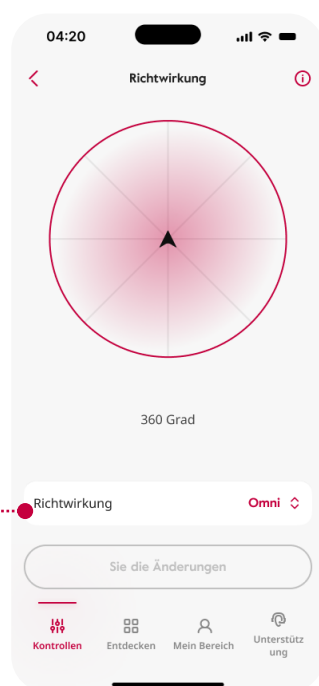 04:20
Richtwirkung
360 Grad
Richtwirkung Omni
Sie die Änderungen
Kontrollen Entdecken Mein Bereich Unterstütz
ung